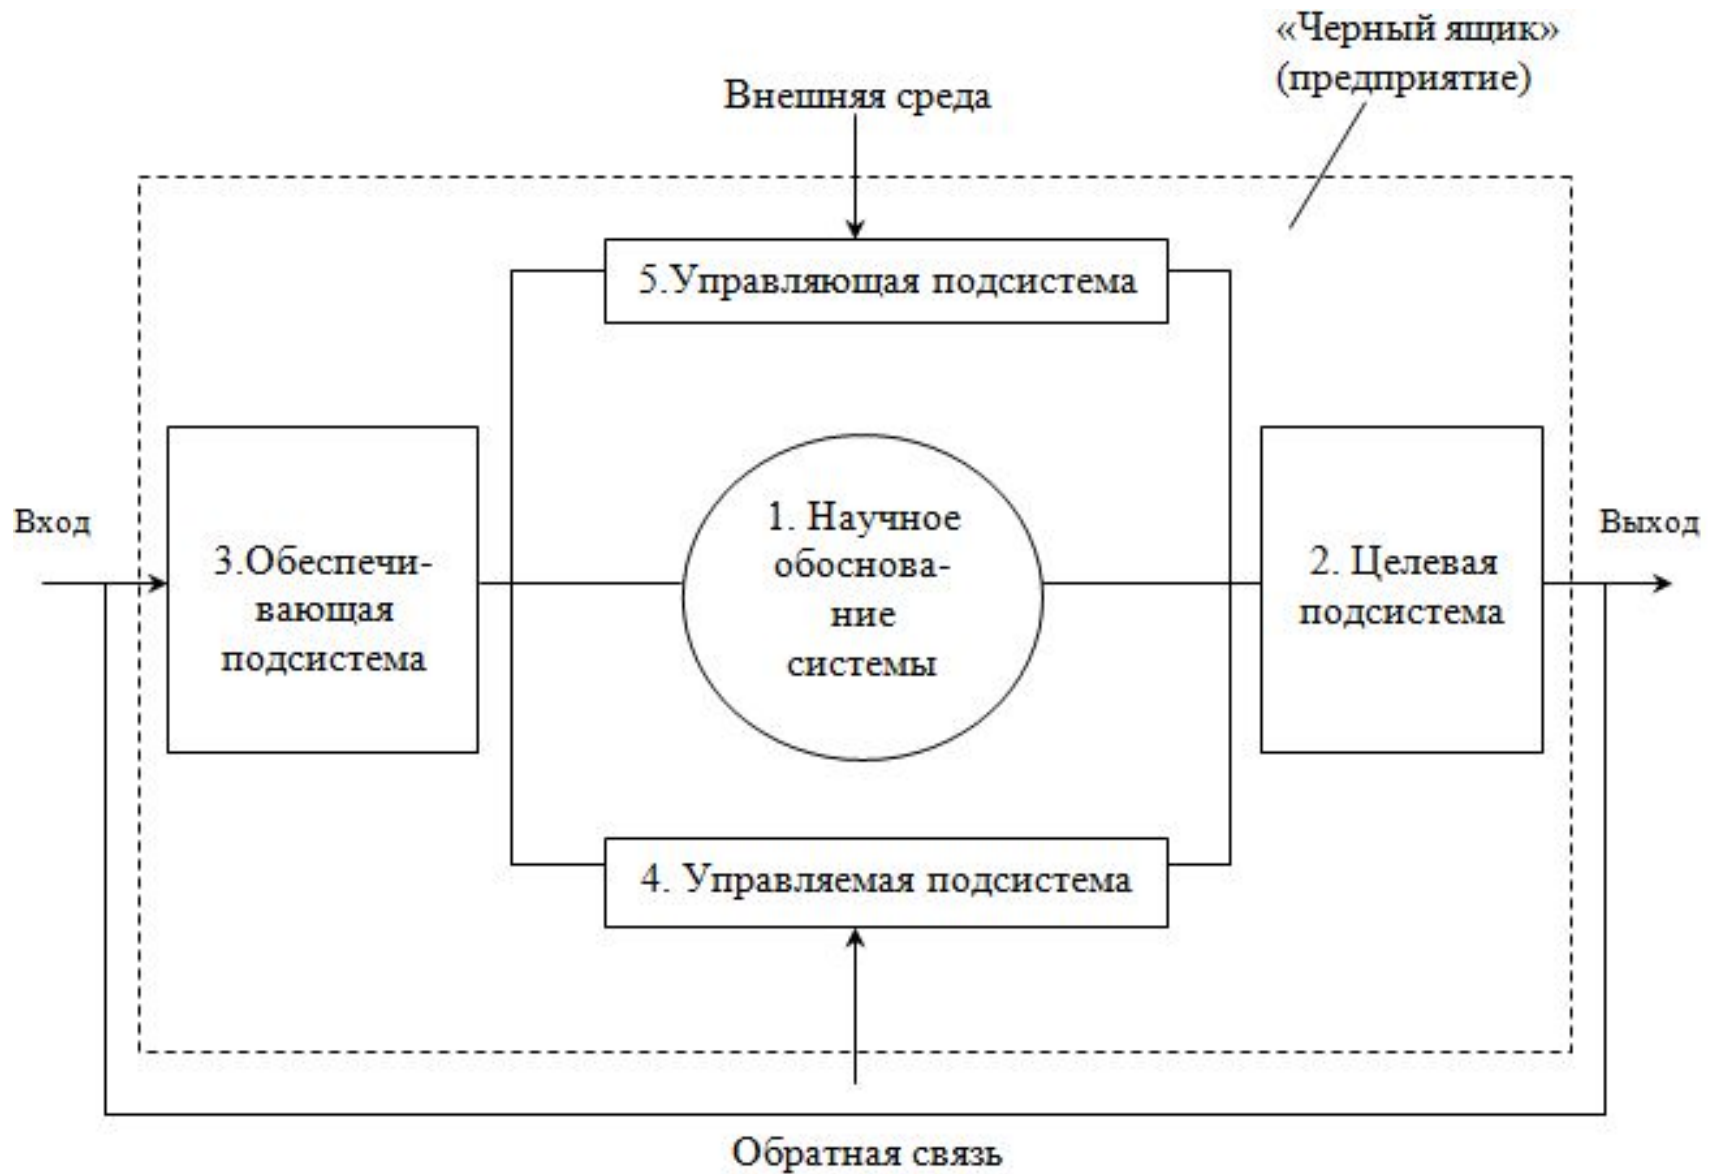 «Черный ящик»
(предприятие)
Внешняя среда
5.Управляющая подсистема
Вход
3.Обеспечи-
вающая
подсистема
1. Научное
обоснова-
ние
системы
2. Целевая
подсистема
Выход
4. Управляемая подсистема
Обратная связь